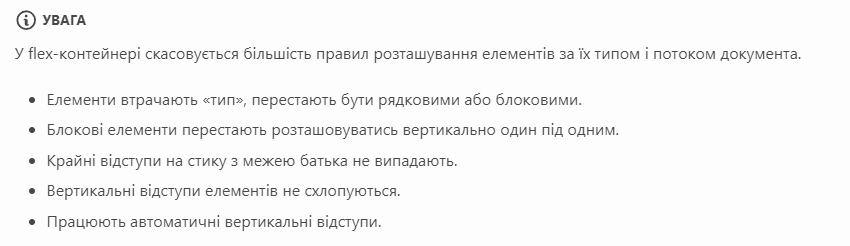 УВАГА
У flex-контейнері скасовується більшість правил розташування елементів за їх типом і потоком документа.
• Елементи втрачають «тип», перестають бути рядковими або блоковими.
• Блокові елементи перестають розташовуватись вертикально один під одним.
• Крайні відступи на стику з межею батька не випадають.
• Вертикальні відступи елементів не схлопуються.
• Працюють автоматичні вертикальні відступи.